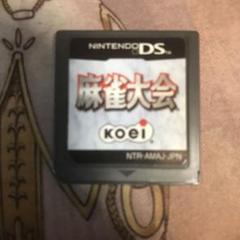 NINTENDO DS
麻雀大会
KOEI
NTR-AMAJ-JPN